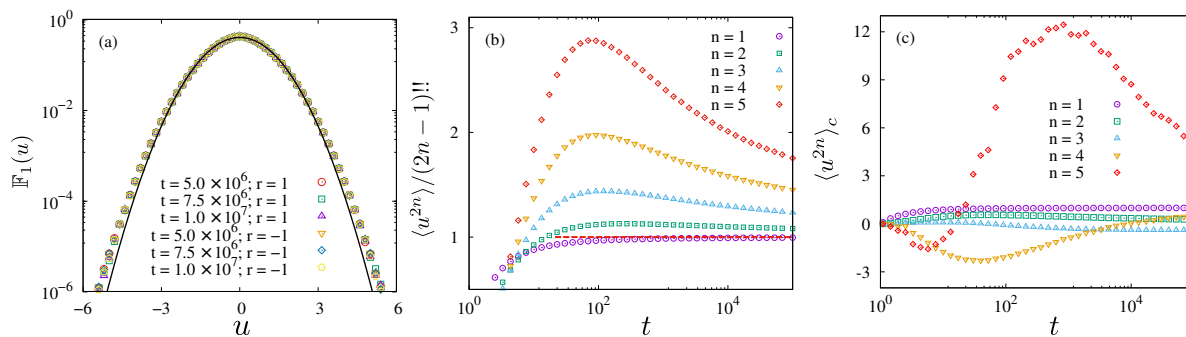 (a)
10^0
10^-2
10^-4
10^-6
𝔽_1(u)
t = 5.0 × 10^6; r = 1
7.5 × 10^6; r = 1
t = 1.0 × 10^7; r = 1
t = 5.0 × 10^6; r = −1
7.5 × 10^6; r = −1
t = 1.0 × 10^7; r = −1
−6 −3 0 3 6
u
(b)
3
2
1
⟨u^{2n}⟩/(2n − 1)!!
n = 1
n = 2
n = 3
n = 4
n = 5
10^0 10^2 10^4
t
(c)
12
9
6
3
0
-3
⟨u^{2n}⟩_c
n = 1
n = 2
n = 3
n = 4
n = 5
10^0 10^2 10^4
t